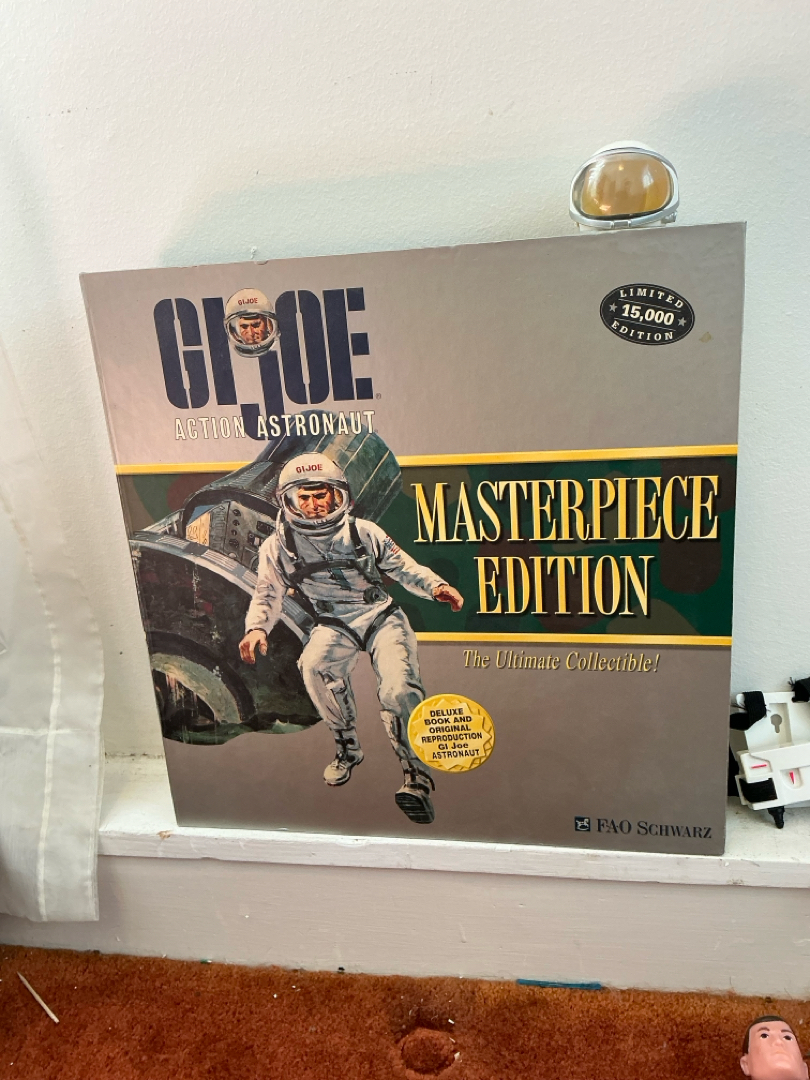 GI JOE
GI JOE®
ACTION ASTRONAUT
LIMITED
15,000
EDITION
GI JOE
MASTERPIECE
EDITION
The Ultimate Collectible!
DELUXE
BOOK AND
ORIGINAL
REPRODUCTION
GI Joe
ASTRONAUT
FAO SCHWARZ